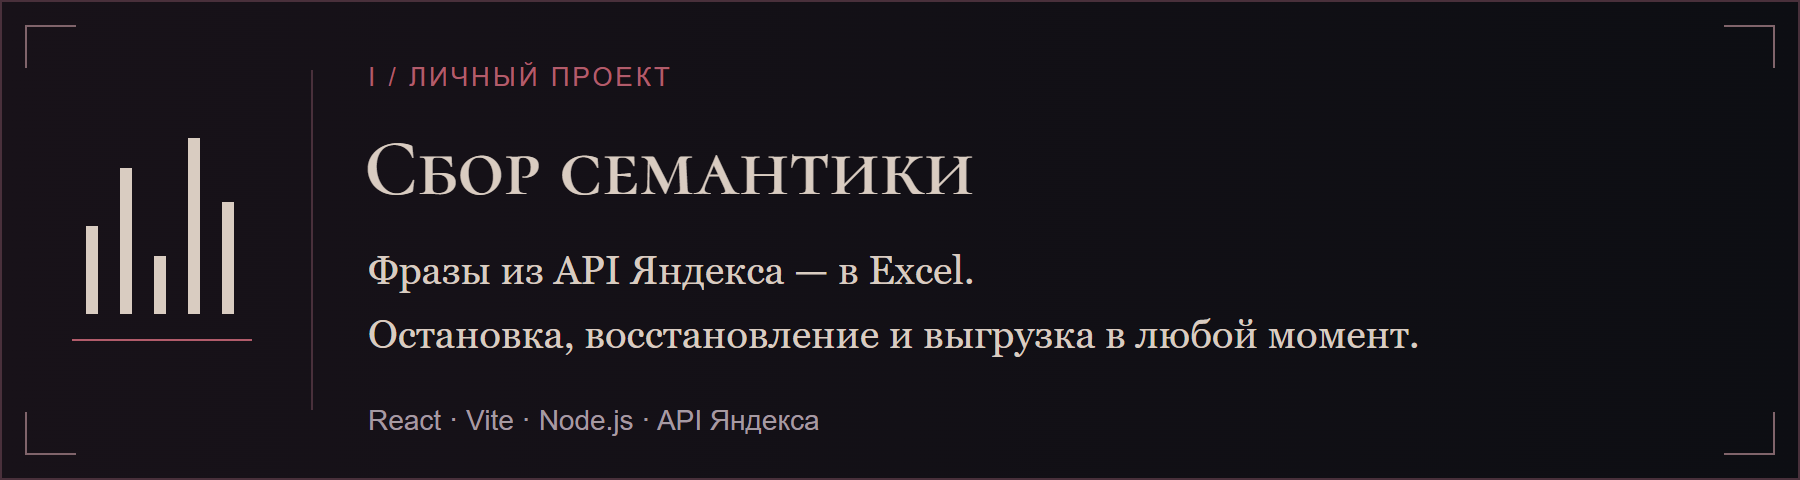 I / ЛИЧНЫЙ ПРОЕКТ
Сбор семантики
Фразы из API Яндекса — в Excel.
Остановка, восстановление и выгрузка в любой момент.
React · Vite · Node.js · API Яндекса